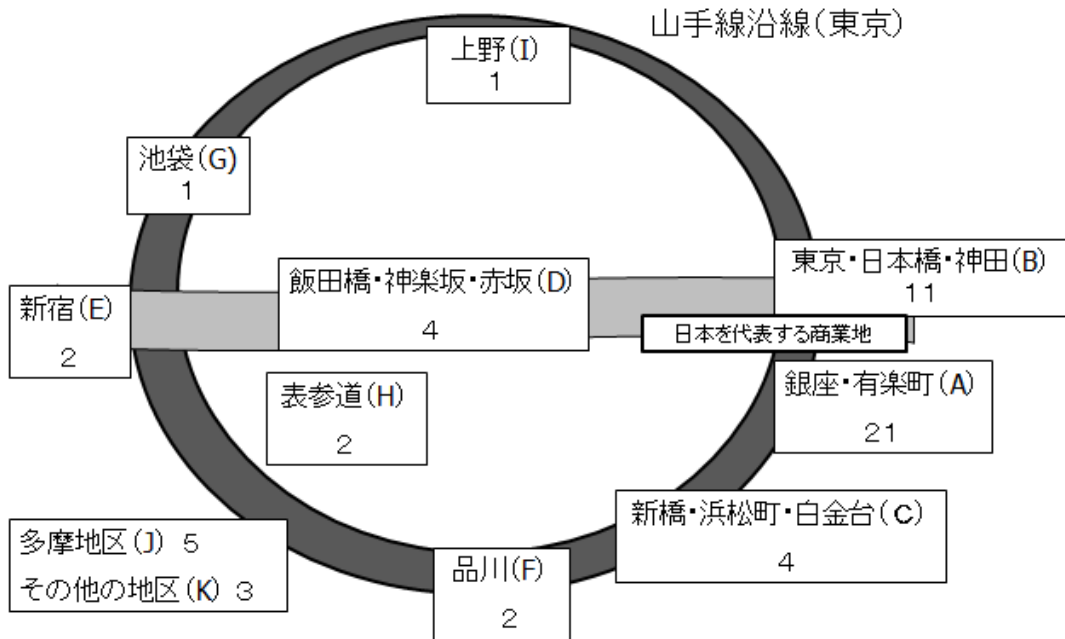 山手線沿線(東京)
上野(I)
1
池袋(G)
1
東京・日本橋・神田(B)
11
飯田橋・神楽坂・赤坂(D)
4
新宿(E)
2
日本を代表する商業地
銀座・有楽町(A)
21
表参道(H)
2
新橋・浜松町・白金台(C)
4
多摩地区(J) 5
その他の地区(K) 3
品川(F)
2